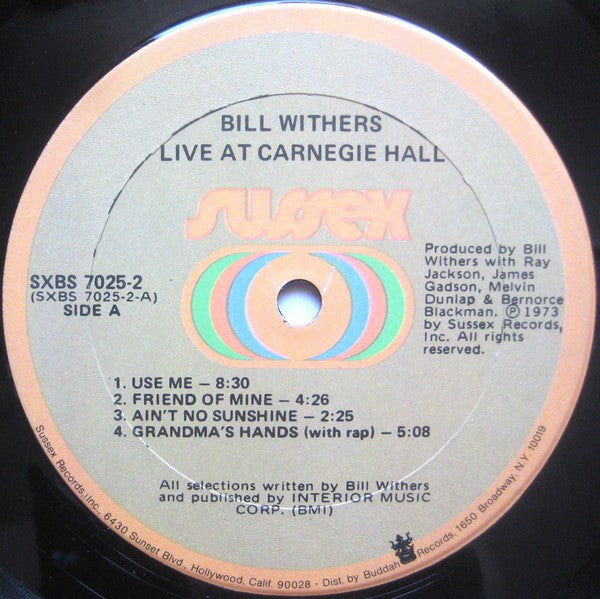 BILL WITHERS
LIVE AT CARNEGIE HALL
sussex
SXBS 7025-2
(SXBS 7025-2-A)
SIDE A
Produced by Bill
Withers with Ray
Jackson, James
Gadson, Melvin
Dunlap & Bernorce
Blackman. Ⓟ 1973
by Sussex Records,
Inc. All rights
reserved.
1. USE ME — 8:30
2. FRIEND OF MINE — 4:26
3. AIN'T NO SUNSHINE — 2:25
4. GRANDMA'S HANDS (with rap) — 5:08
All selections written by Bill Withers
and published by INTERIOR MUSIC
CORP. (BMI)
Sussex Records, Inc., 6430 Sunset Blvd., Hollywood, Calif. 90028 - Dist. by Buddah Records, 1650 Broadway, N.Y. 10019